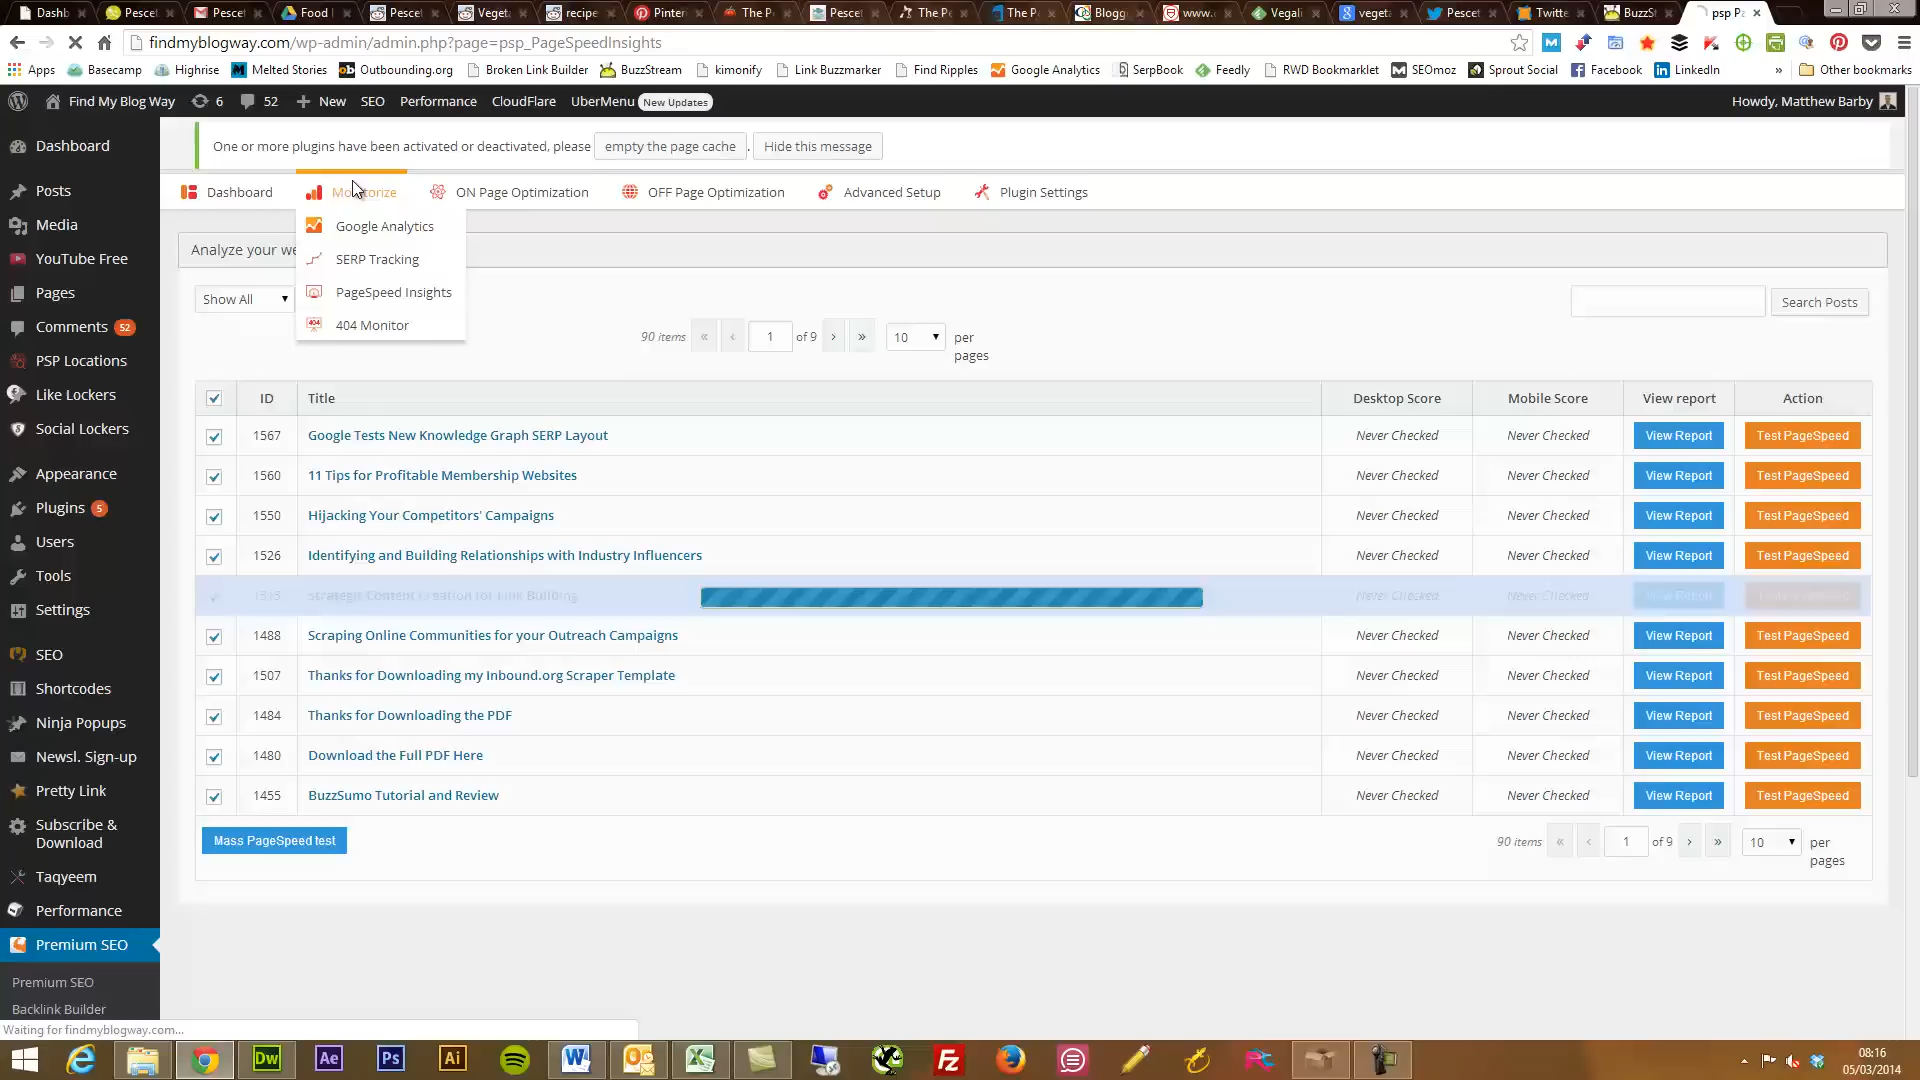 Dashb
Pescet
Pescet
Food
Pescet
Veget
recipe
Pinter
The P
Pescet
The P
The P
Blogg
www.
Vegali
vegeta
Pescet
Twitte
BuzzSt
psp P
findmyblogway.com/wp-admin/admin.php?page=psp_PageSpeedInsights
Apps
Basecamp
Highrise
Melted Stories
Outbounding.org
Broken Link Builder
BuzzStream
kimonify
Link Buzzmarker
Find Ripples
Google Analytics
SerpBook
Feedly
RWD Bookmarklet
SEOmoz
Sprout Social
Facebook
LinkedIn
»
Other bookmarks
Find My Blog Way
6
52
New
SEO
Performance
CloudFlare
UberMenu
New Updates
Howdy, Matthew Barby
Dashboard
Posts
Media
YouTube Free
Pages
Comments 52
PSP Locations
Like Lockers
Social Lockers
Appearance
Plugins 5
Users
Tools
Settings
SEO
Shortcodes
Ninja Popups
Newsl. Sign-up
Pretty Link
Subscribe &
Download
Taqyeem
Performance
Premium SEO
Premium SEO
Backlink Builder
One or more plugins have been activated or deactivated, please empty the page cache . Hide this message
Dashboard
Monitorize
ON Page Optimization
OFF Page Optimization
Advanced Setup
Plugin Settings
Google Analytics
SERP Tracking
PageSpeed Insights
404 Monitor
Analyze your we
Show All
Search Posts
90 items « ‹ 1 of 9 › » 10 per
pages
ID Title Desktop Score Mobile Score View report Action
1567 Google Tests New Knowledge Graph SERP Layout Never Checked Never Checked View Report Test PageSpeed
1560 11 Tips for Profitable Membership Websites Never Checked Never Checked View Report Test PageSpeed
1550 Hijacking Your Competitors' Campaigns Never Checked Never Checked View Report Test PageSpeed
1526 Identifying and Building Relationships with Industry Influencers Never Checked Never Checked View Report Test PageSpeed
1513 Strategic Content Creation for Link Building Never Checked Never Checked View Report
1488 Scraping Online Communities for your Outreach Campaigns Never Checked Never Checked View Report Test PageSpeed
1507 Thanks for Downloading my Inbound.org Scraper Template Never Checked Never Checked View Report Test PageSpeed
1484 Thanks for Downloading the PDF Never Checked Never Checked View Report Test PageSpeed
1480 Download the Full PDF Here Never Checked Never Checked View Report Test PageSpeed
1455 BuzzSumo Tutorial and Review Never Checked Never Checked View Report Test PageSpeed
Mass PageSpeed test
90 items « ‹ 1 of 9 › » 10 per
pages
Waiting for findmyblogway.com...
Dw
Ae
Ps
Ai
08:16
05/03/2014